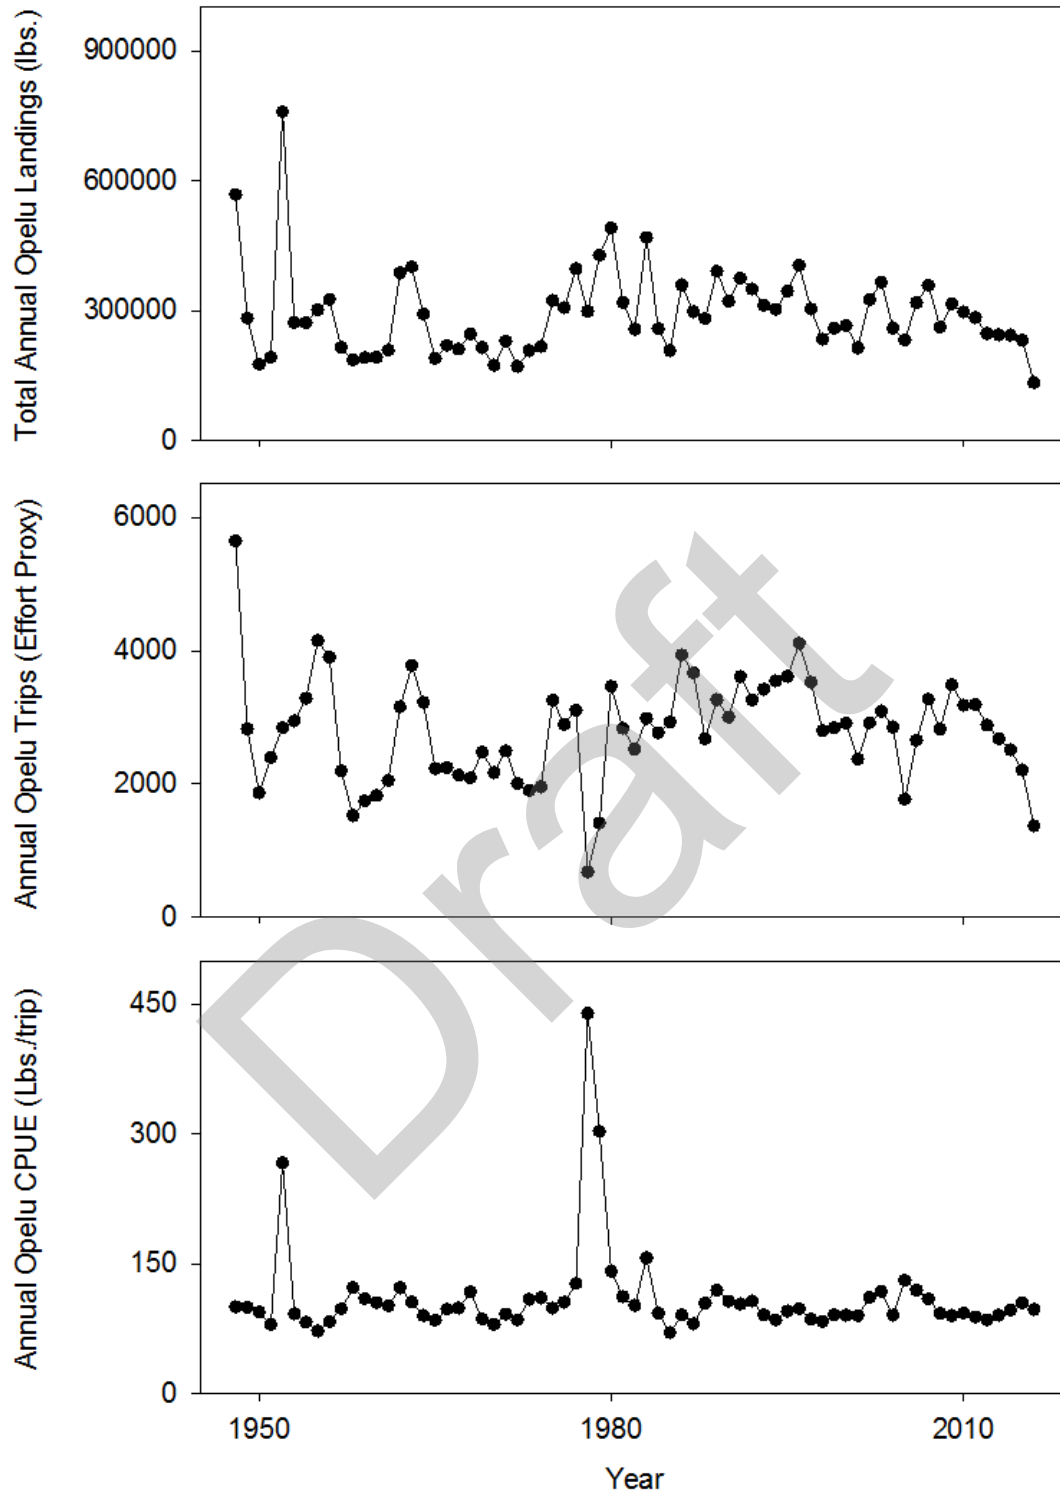 Total Annual Opelu Landings (lbs.)
900000
600000
300000
0
Annual Opelu Trips (Effort Proxy)
6000
4000
2000
0
Annual Opelu CPUE (Lbs./trip)
450
300
150
0
1950 1980 2010
Year
Draft